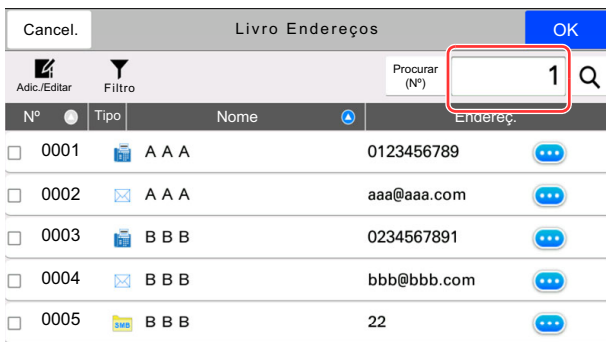 Cancel. Livro Endereços OK
Adic./Editar Filtro Procurar (Nº) 1
Nº Tipo Nome Endereç.
0001 A A A 0123456789
0002 A A A aaa@aaa.com
0003 B B B 0234567891
0004 B B B bbb@bbb.com
0005 SMB B B B 22